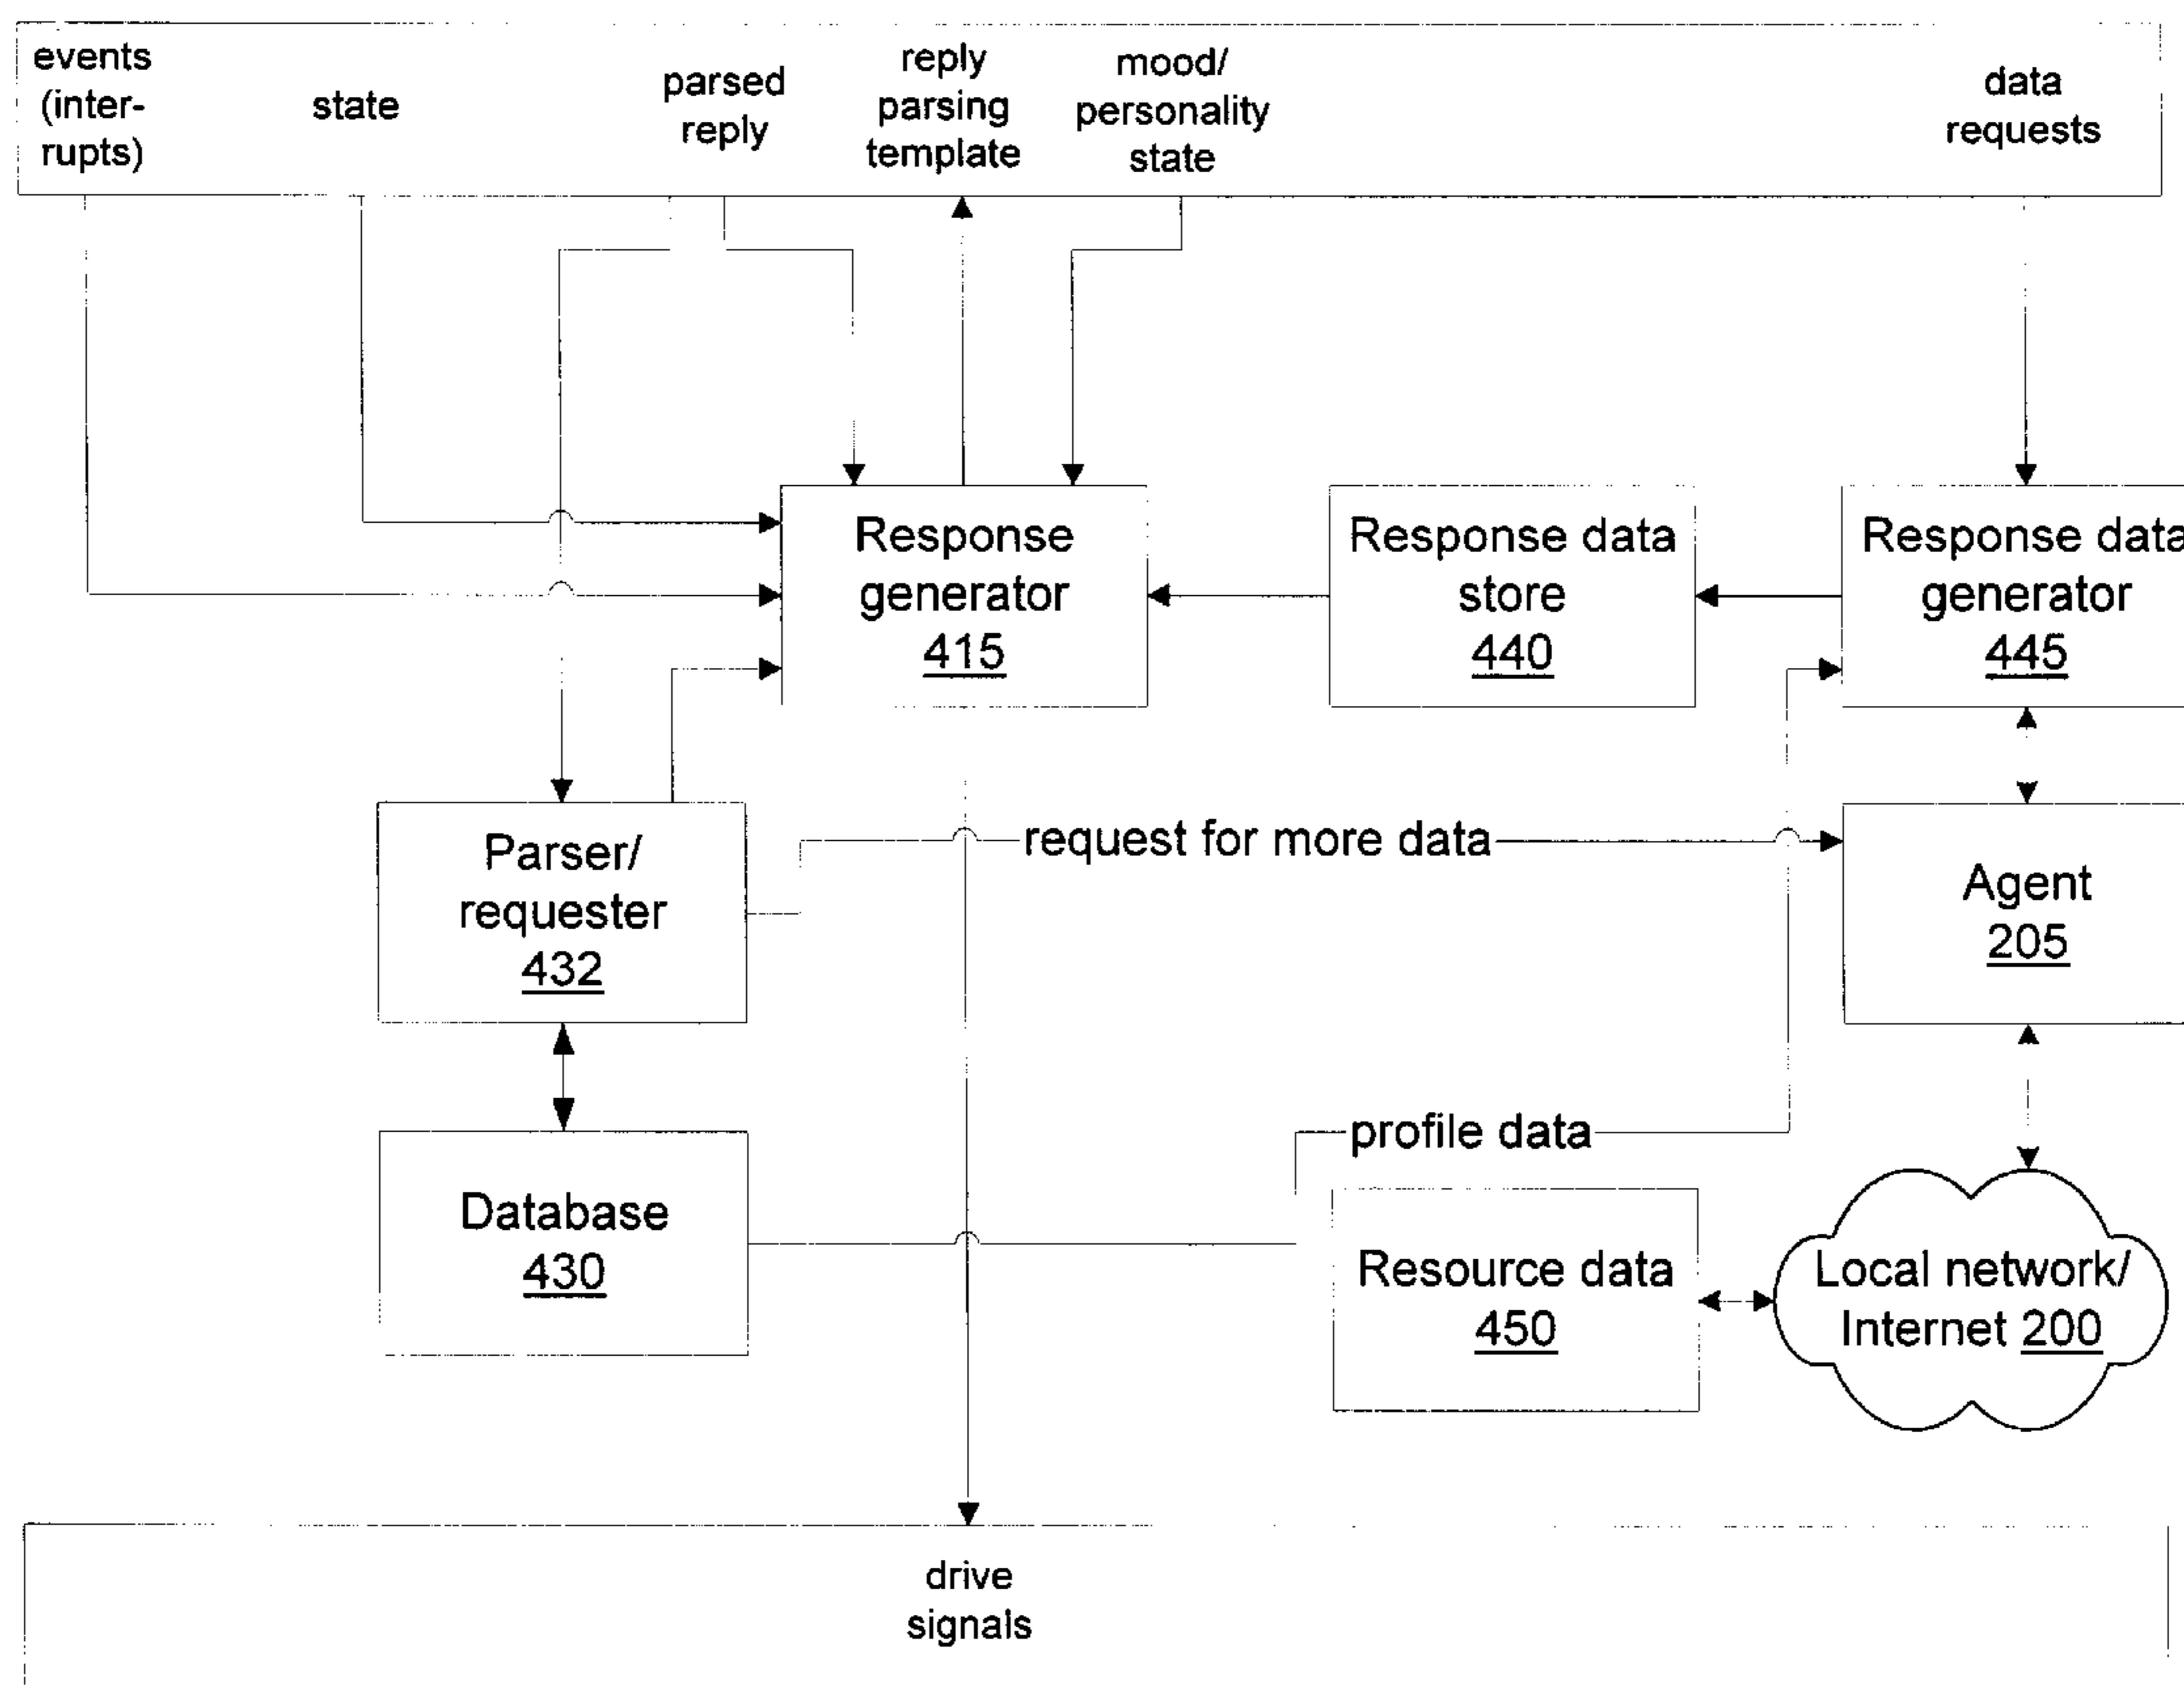 events
(inter-
rupts)
state
parsed
reply
reply
parsing
template
mood/
personality
state
data
requests
Response
generator
415
Response data
store
440
Response data
generator
445
Parser/
requester
432
request for more data
Agent
205
profile data
Database
430
Resource data
450
Local network/
Internet 200
drive
signals